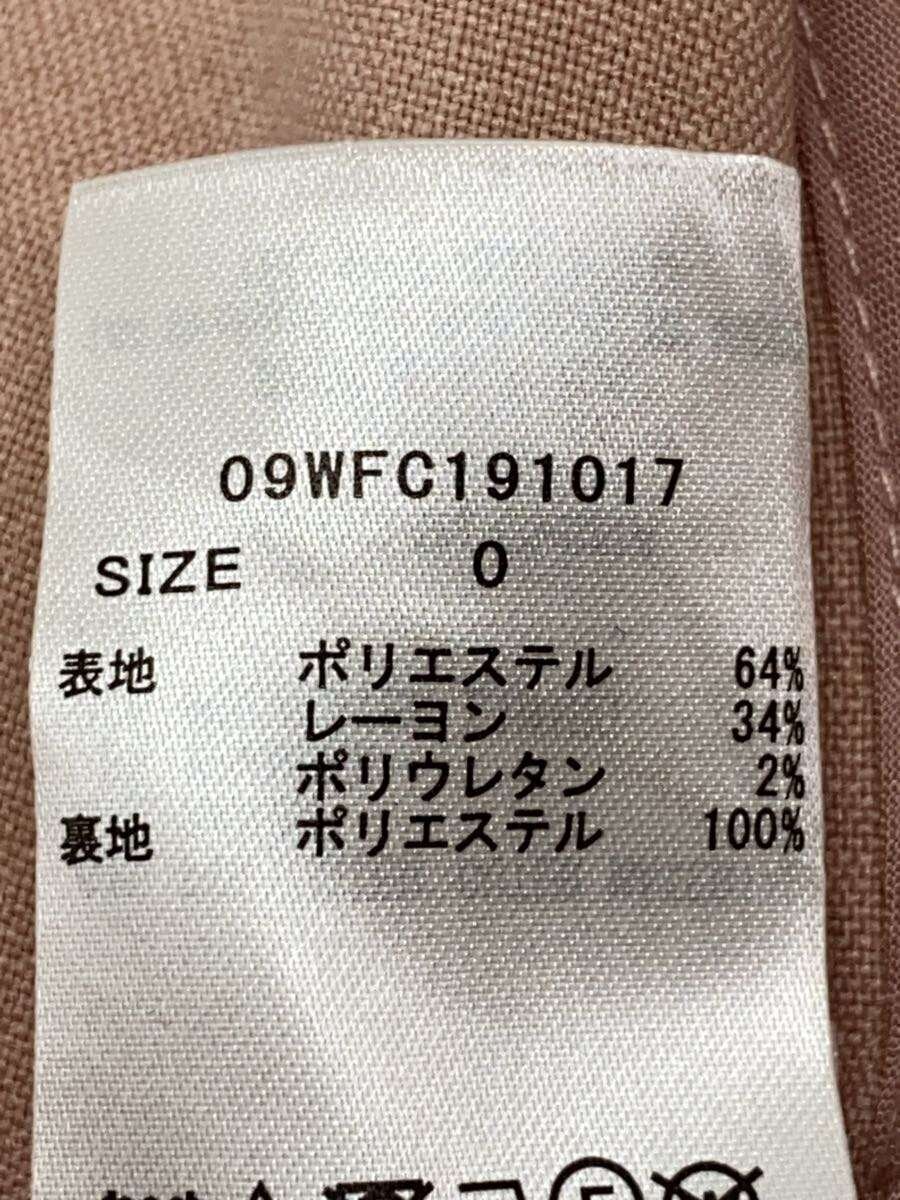 09WFC191017
SIZE 0
表地 ポリエステル 64%
レーヨン 34%
ポリウレタン 2%
裏地 ポリエステル 100%